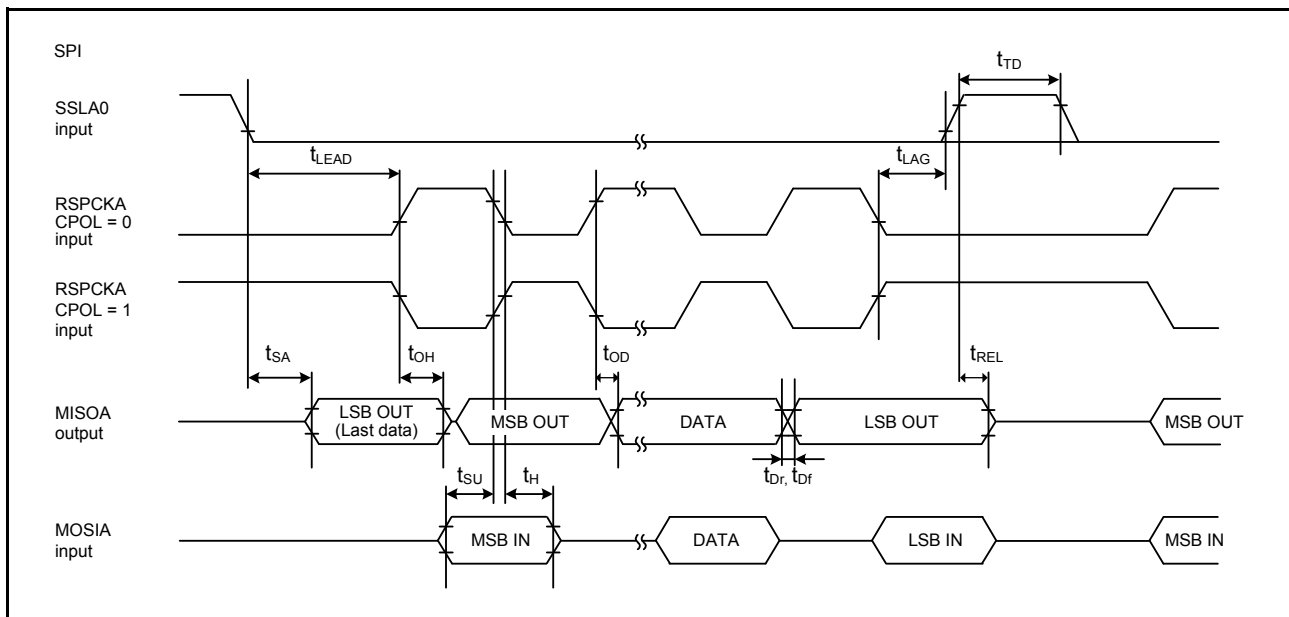 SPI
tTD
SSLA0
input
tLEAD
tLAG
RSPCKA
CPOL = 0
input
RSPCKA
CPOL = 1
input
tSA
tOH
tOD
tREL
MISOA
output
LSB OUT
(Last data)
MSB OUT
DATA
LSB OUT
MSB OUT
tSU
tH
tDr, tDf
MOSIA
input
MSB IN
DATA
LSB IN
MSB IN